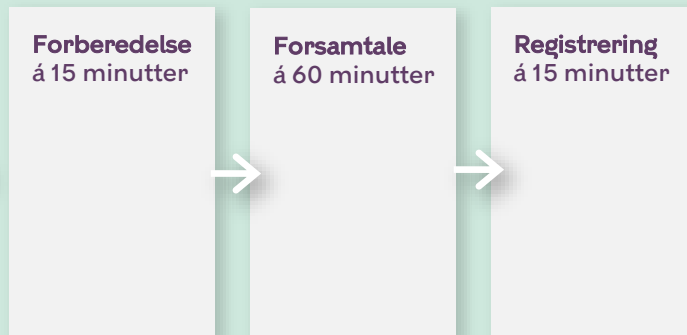 Forberedelse
á 15 minutter
Forsamtale
á 60 minutter
Registrering
á 15 minutter